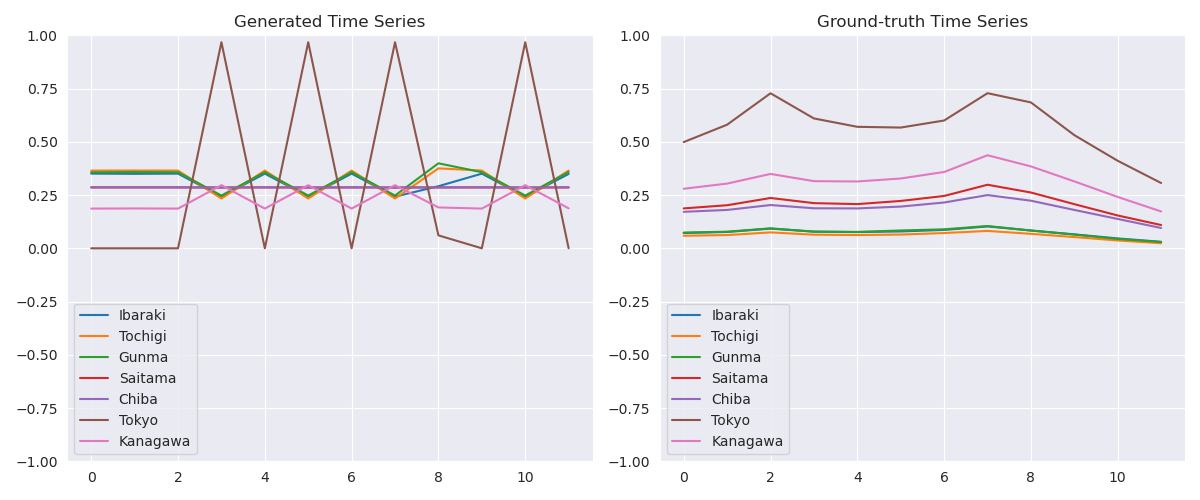 Generated Time Series
1.00
0.75
0.50
0.25
0.00
−0.25
−0.50
−0.75
−1.00
Ibaraki
Tochigi
Gunma
Saitama
Chiba
Tokyo
Kanagawa
0 2 4 6 8 10
Ground-truth Time Series
1.00
0.75
0.50
0.25
0.00
−0.25
−0.50
−0.75
−1.00
Ibaraki
Tochigi
Gunma
Saitama
Chiba
Tokyo
Kanagawa
0 2 4 6 8 10